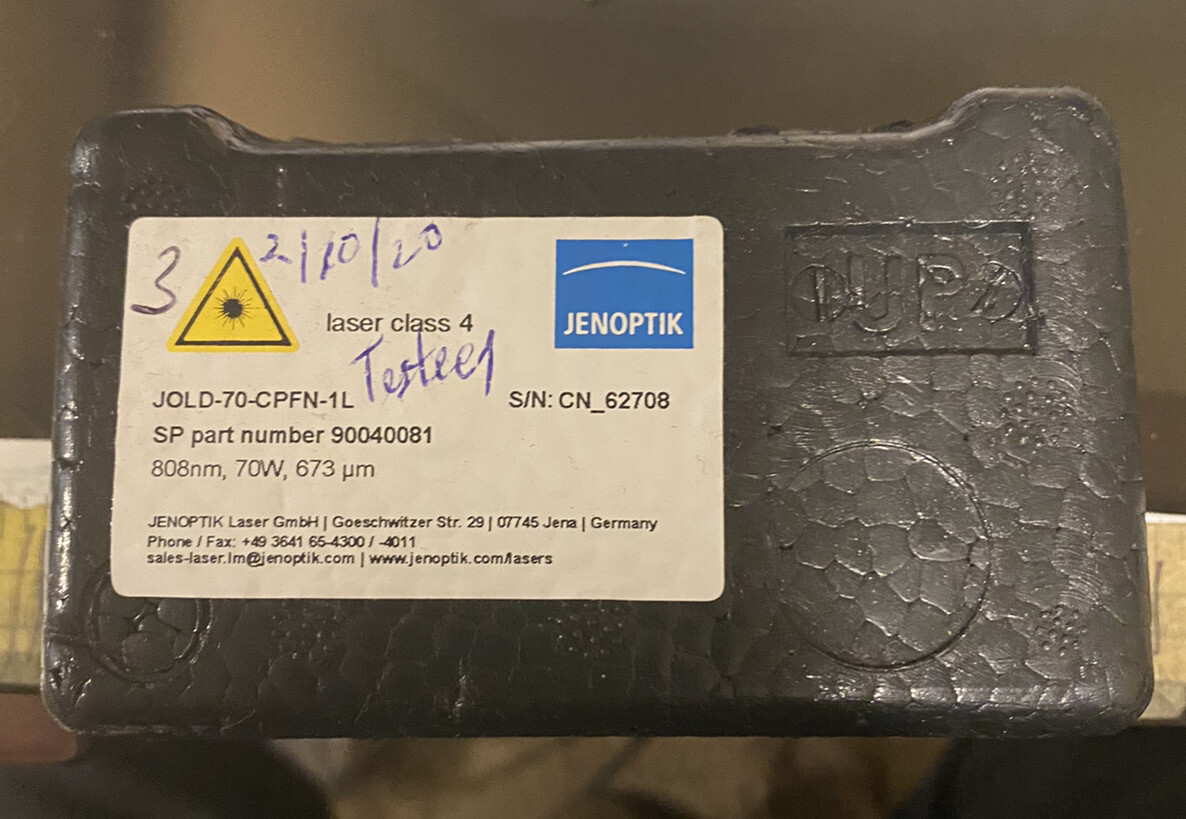 3
2/10/20
laser class 4
JENOPTIK
Tested
JOLD-70-CPFN-1L
S/N: CN_62708
SP part number 90040081
808nm, 70W, 673 µm
JENOPTIK Laser GmbH | Goeschwitzer Str. 29 | 07745 Jena | Germany
Phone / Fax: +49 3641 65-4300 / -4011
sales-laser.lm@jenoptik.com | www.jenoptik.com/lasers